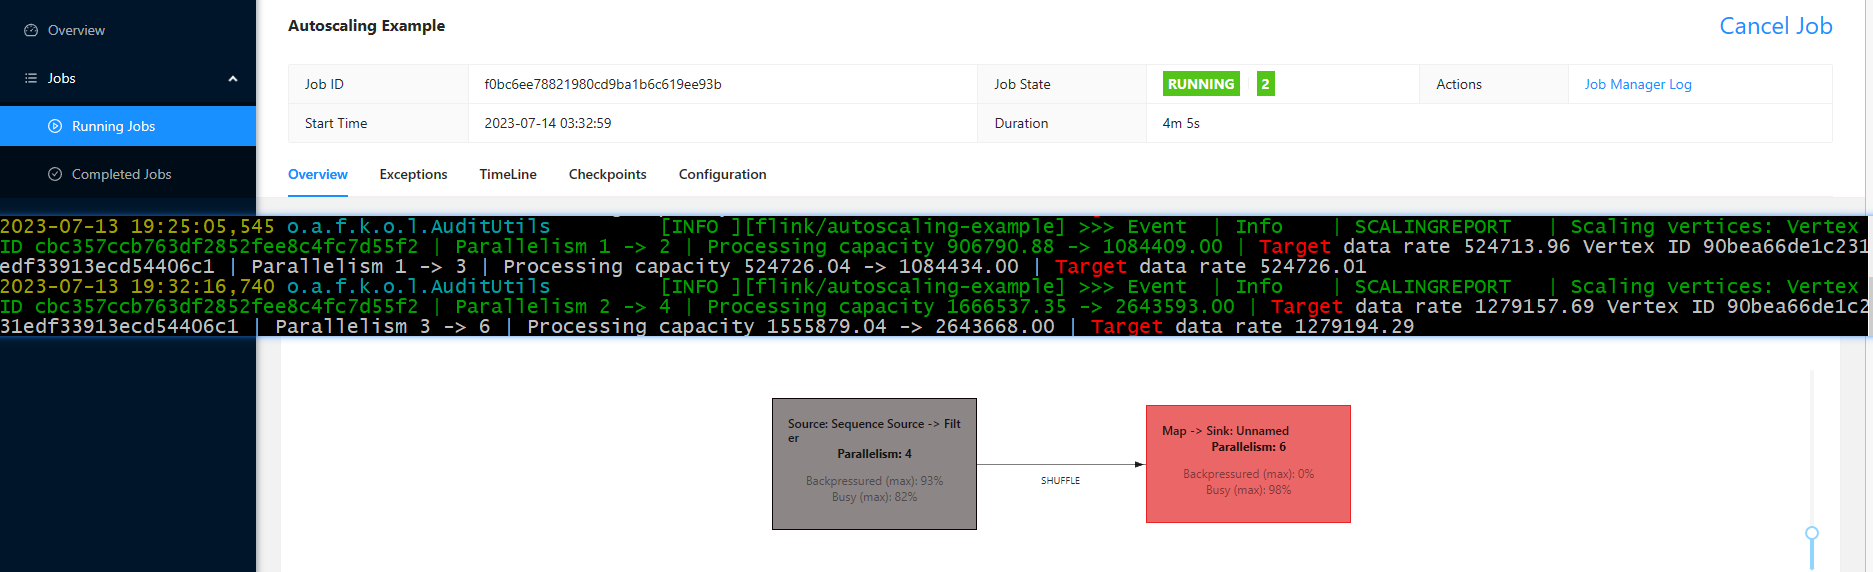 Overview
Jobs
Running Jobs
Completed Jobs
Autoscaling Example
Cancel Job
Job ID f0bc6ee78821980cd9ba1b6c619ee93b Job State RUNNING 2 Actions Job Manager Log
Start Time 2023-07-14 03:32:59 Duration 4m 5s
Overview Exceptions TimeLine Checkpoints Configuration
2023-07-13 19:25:05,545 o.a.f.k.o.l.AuditUtils [INFO ][flink/autoscaling-example] >>> Event | Info | SCALINGREPORT | Scaling vertices: Vertex
ID cbc357ccb763df2852fee8c4fc7d55f2 | Parallelism 1 -> 2 | Processing capacity 906790.88 -> 1084409.00 | Target data rate 524713.96 Vertex ID 90bea66de1c231
edf33913ecd54406c1 | Parallelism 1 -> 3 | Processing capacity 524726.04 -> 1084434.00 | Target data rate 524726.01
2023-07-13 19:32:16,740 o.a.f.k.o.l.AuditUtils [INFO ][flink/autoscaling-example] >>> Event | Info | SCALINGREPORT | Scaling vertices: Vertex
ID cbc357ccb763df2852fee8c4fc7d55f2 | Parallelism 2 -> 4 | Processing capacity 1666537.35 -> 2643593.00 | Target data rate 1279157.69 Vertex ID 90bea66de1c2
31edf33913ecd54406c1 | Parallelism 3 -> 6 | Processing capacity 1555879.04 -> 2643668.00 | Target data rate 1279194.29
Source: Sequence Source -> Filt
er
Parallelism: 4
Backpressured (max): 93%
Busy (max): 82%
SHUFFLE
Map -> Sink: Unnamed
Parallelism: 6
Backpressured (max): 0%
Busy (max): 98%